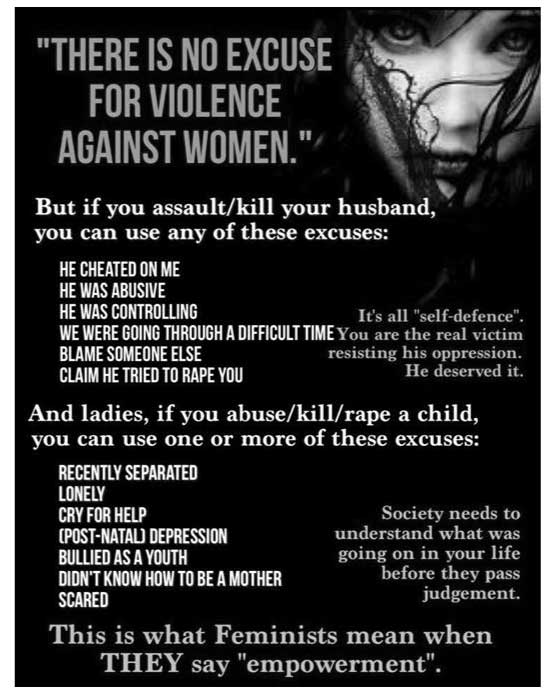 "THERE IS NO EXCUSE
FOR VIOLENCE
AGAINST WOMEN."
But if you assault/kill your husband,
you can use any of these excuses:
HE CHEATED ON ME
HE WAS ABUSIVE
HE WAS CONTROLLING
WE WERE GOING THROUGH A DIFFICULT TIME
BLAME SOMEONE ELSE
CLAIM HE TRIED TO RAPE YOU
It's all "self-defence".
You are the real victim
resisting his oppression.
He deserved it.
And ladies, if you abuse/kill/rape a child,
you can use one or more of these excuses:
RECENTLY SEPARATED
LONELY
CRY FOR HELP
(POST-NATAL) DEPRESSION
BULLIED AS A YOUTH
DIDN'T KNOW HOW TO BE A MOTHER
SCARED
Society needs to
understand what was
going on in your life
before they pass
judgement.
This is what Feminists mean when
THEY say "empowerment".